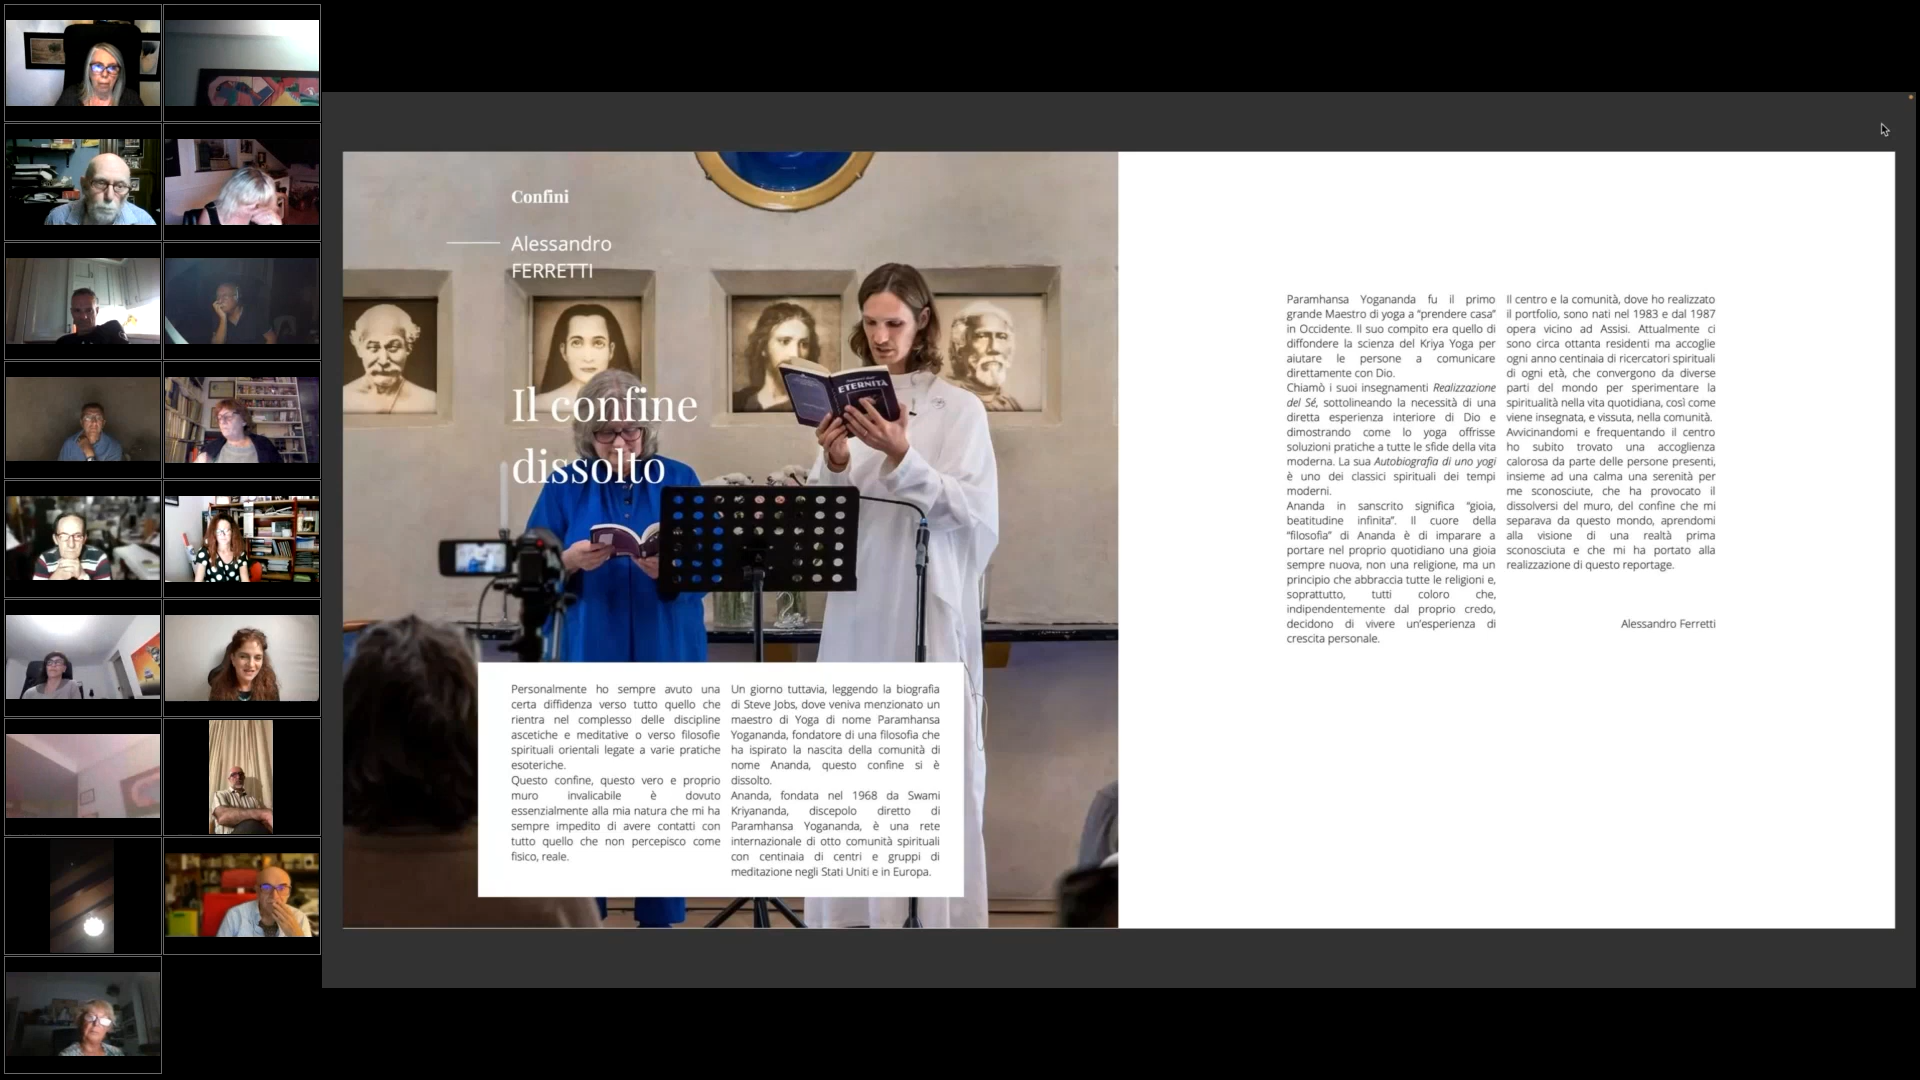 Confini
Alessandro
FERRETTI
ETERNITÀ
Il confine
dissolto
Personalmente ho sempre avuto una
certa diffidenza verso tutto quello che
rientra nel complesso delle discipline
ascetiche e meditative o verso filosofie
spirituali orientali legate a varie pratiche
esoteriche.
Questo confine, questo vero e proprio
muro invalicabile è dovuto
essenzialmente alla mia natura che mi ha
sempre impedito di avere contatti con
tutto quello che non percepisco come
fisico, reale.
Un giorno tuttavia, leggendo la biografia
di Steve Jobs, dove veniva menzionato un
maestro di Yoga di nome Paramhansa
Yogananda, fondatore di una filosofia che
ha ispirato la nascita della comunità di
nome Ananda, questo confine si è
dissolto.
Ananda, fondata nel 1968 da Swami
Kriyananda, discepolo diretto di
Paramhansa Yogananda, è una rete
internazionale di otto comunità spirituali
con centinaia di centri e gruppi di
meditazione negli Stati Uniti e in Europa.
Paramhansa Yogananda fu il primo
grande Maestro di yoga a “prendere casa”
in Occidente. Il suo compito era quello di
diffondere la scienza del Kriya Yoga per
aiutare le persone a comunicare
direttamente con Dio.
Chiamò i suoi insegnamenti Realizzazione
del Sé, sottolineando la necessità di una
diretta esperienza interiore di Dio e
dimostrando come lo yoga offrisse
soluzioni pratiche a tutte le sfide della vita
moderna. La sua Autobiografia di uno yogi
è uno dei classici spirituali dei tempi
moderni.
Ananda in sanscrito significa “gioia,
beatitudine infinita”. Il cuore della
“filosofia” di Ananda è di imparare a
portare nel proprio quotidiano una gioia
sempre nuova, non una religione, ma un
principio che abbraccia tutte le religioni e,
soprattutto, tutti coloro che,
indipendentemente dal proprio credo,
decidono di vivere un’esperienza di
crescita personale.
Il centro e la comunità, dove ho realizzato
il portfolio, sono nati nel 1983 e dal 1987
opera vicino ad Assisi. Attualmente ci
sono circa ottanta residenti ma accoglie
ogni anno centinaia di ricercatori spirituali
di ogni età, che convergono da diverse
parti del mondo per sperimentare la
spiritualità nella vita quotidiana, così come
viene insegnata, e vissuta, nella comunità.
Avvicinandomi e frequentando il centro
ho subito trovato una accoglienza
calorosa da parte delle persone presenti,
insieme ad una calma una serenità per
me sconosciute, che ha provocato il
dissolversi del muro, del confine che mi
separava da questo mondo, aprendomi
alla visione di una realtà prima
sconosciuta e che mi ha portato alla
realizzazione di questo reportage.
Alessandro Ferretti